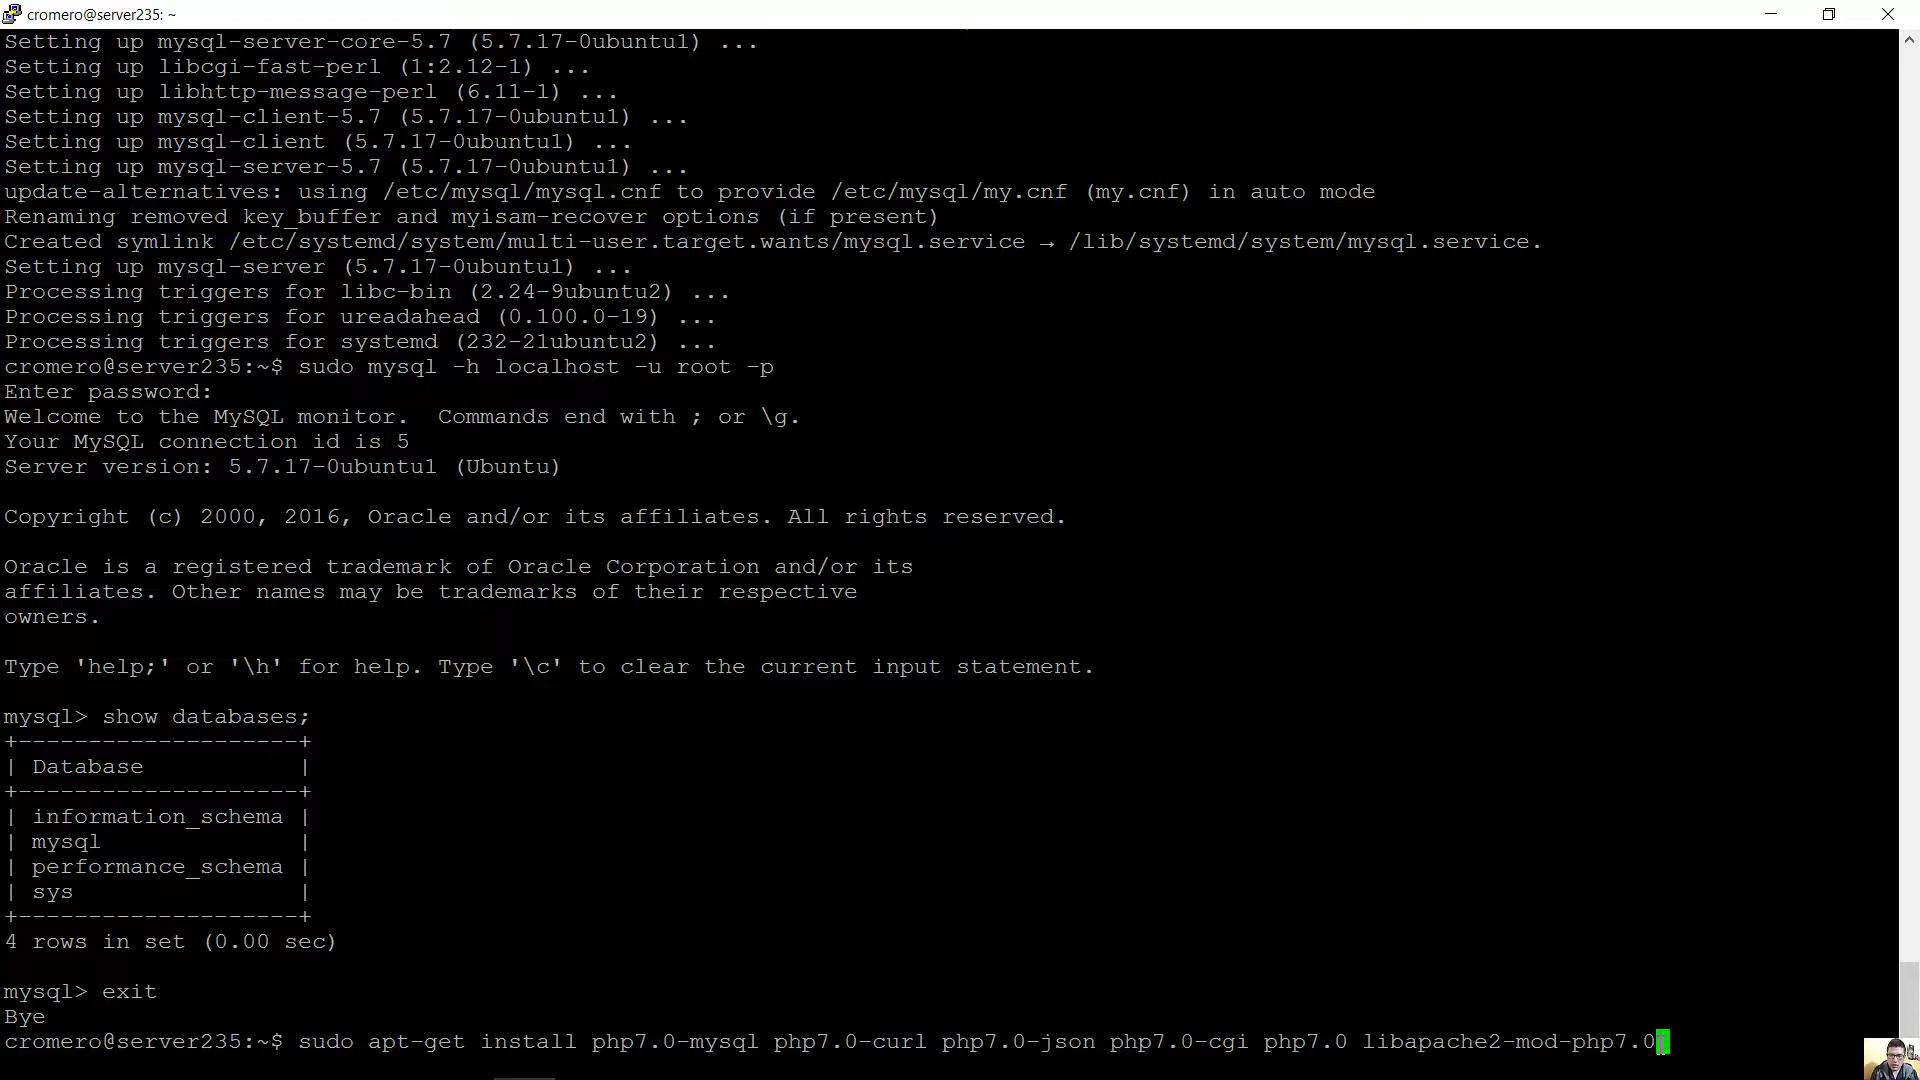 cromero@server235: ~
Setting up mysql-server-core-5.7 (5.7.17-0ubuntu1) ...
Setting up libcgi-fast-perl (1:2.12-1) ...
Setting up libhttp-message-perl (6.11-1) ...
Setting up mysql-client-5.7 (5.7.17-0ubuntu1) ...
Setting up mysql-client (5.7.17-0ubuntu1) ...
Setting up mysql-server-5.7 (5.7.17-0ubuntu1) ...
update-alternatives: using /etc/mysql/mysql.cnf to provide /etc/mysql/my.cnf (my.cnf) in auto mode
Renaming removed key_buffer and myisam-recover options (if present)
Created symlink /etc/systemd/system/multi-user.target.wants/mysql.service → /lib/systemd/system/mysql.service.
Setting up mysql-server (5.7.17-0ubuntu1) ...
Processing triggers for libc-bin (2.24-9ubuntu2) ...
Processing triggers for ureadahead (0.100.0-19) ...
Processing triggers for systemd (232-21ubuntu2) ...
cromero@server235:~$ sudo mysql -h localhost -u root -p
Enter password:
Welcome to the MySQL monitor.  Commands end with ; or \g.
Your MySQL connection id is 5
Server version: 5.7.17-0ubuntu1 (Ubuntu)
Copyright (c) 2000, 2016, Oracle and/or its affiliates. All rights reserved.
Oracle is a registered trademark of Oracle Corporation and/or its
affiliates. Other names may be trademarks of their respective
owners.
Type 'help;' or '\h' for help. Type '\c' to clear the current input statement.
mysql> show databases;
+--------------------+
| Database           |
+--------------------+
| information_schema |
| mysql              |
| performance_schema |
| sys                |
+--------------------+
4 rows in set (0.00 sec)
mysql> exit
Bye
cromero@server235:~$ sudo apt-get install php7.0-mysql php7.0-curl php7.0-json php7.0-cgi php7.0 libapache2-mod-php7.0